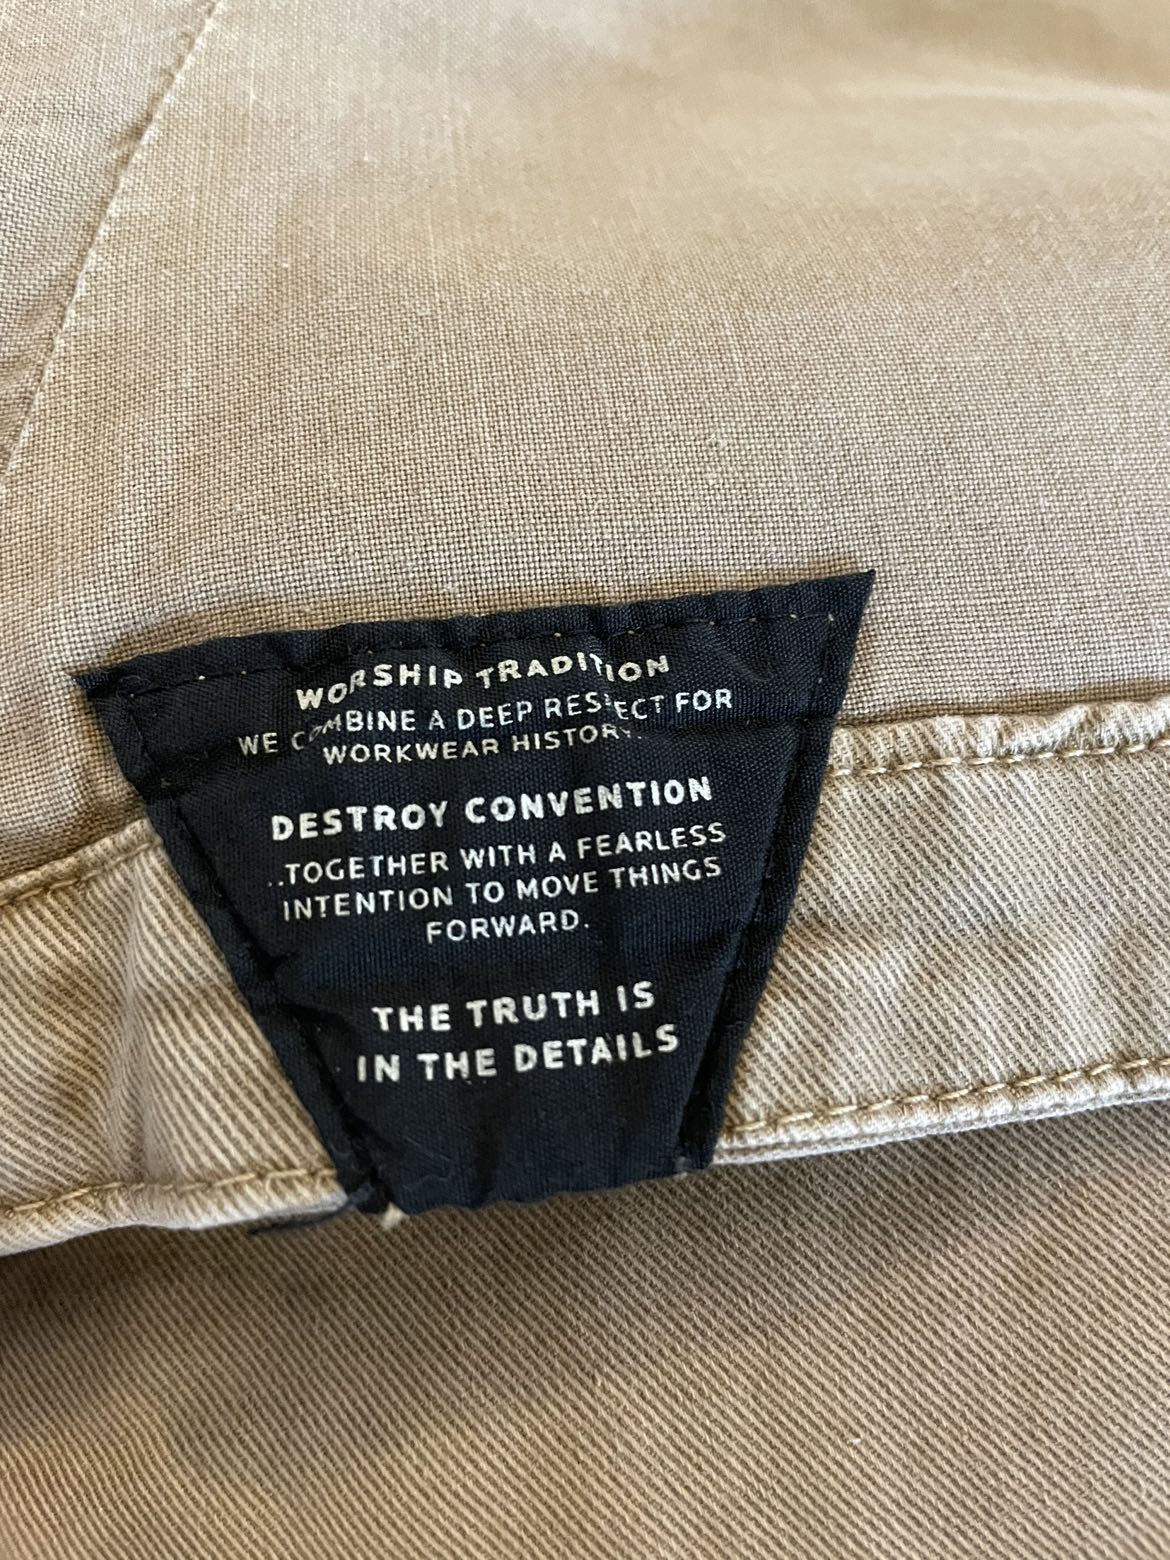 WORSHIP TRADITION
WE COMBINE A DEEP RESPECT FOR
WORKWEAR HISTORY..
DESTROY CONVENTION
..TOGETHER WITH A FEARLESS
INTENTION TO MOVE THINGS
FORWARD.
THE TRUTH IS
IN THE DETAILS